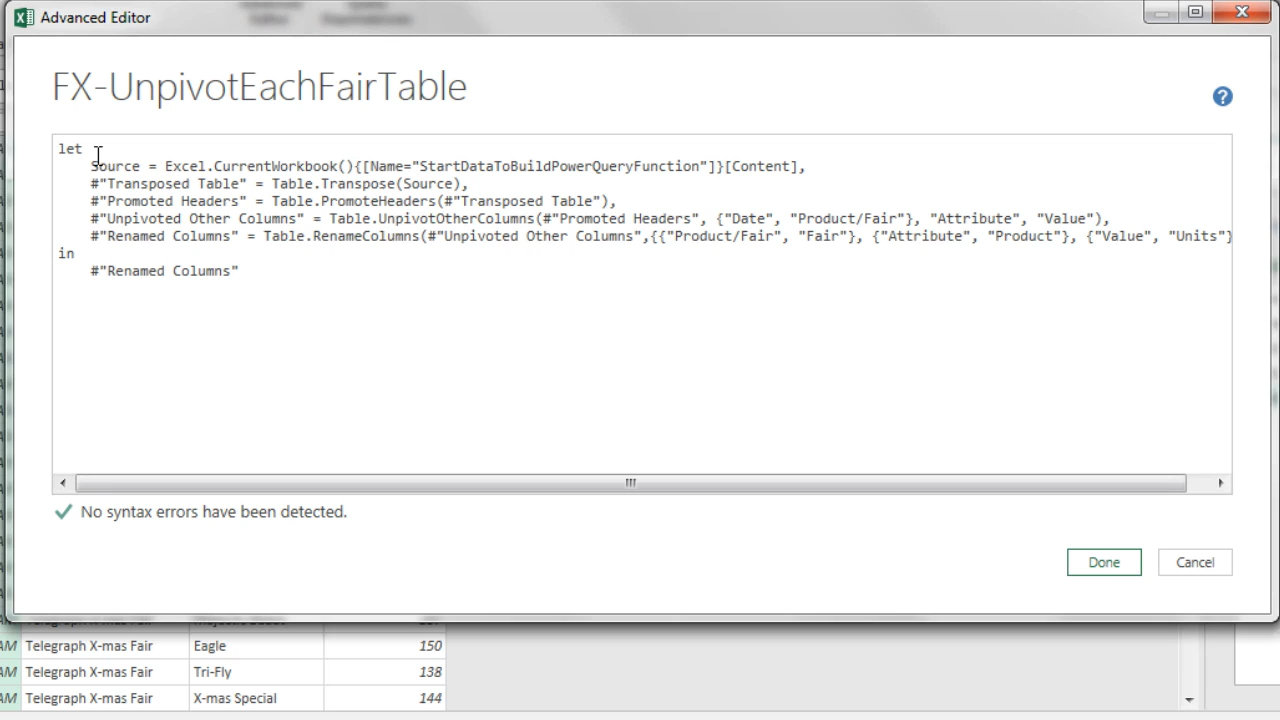 Advanced Editor
FX-UnpivotEachFairTable
let
Source = Excel.CurrentWorkbook(){[Name="StartDataToBuildPowerQueryFunction"]}[Content],
#"Transposed Table" = Table.Transpose(Source),
#"Promoted Headers" = Table.PromoteHeaders(#"Transposed Table"),
#"Unpivoted Other Columns" = Table.UnpivotOtherColumns(#"Promoted Headers", {"Date", "Product/Fair"}, "Attribute", "Value"),
#"Renamed Columns" = Table.RenameColumns(#"Unpivoted Other Columns",{{"Product/Fair", "Fair"}, {"Attribute", "Product"}, {"Value", "Units"}
in
#"Renamed Columns"
No syntax errors have been detected.
Done Cancel
AM Telegraph X-mas Fair Eagle 150
AM Telegraph X-mas Fair Tri-Fly 138
AM Telegraph X-mas Fair X-mas Special 144